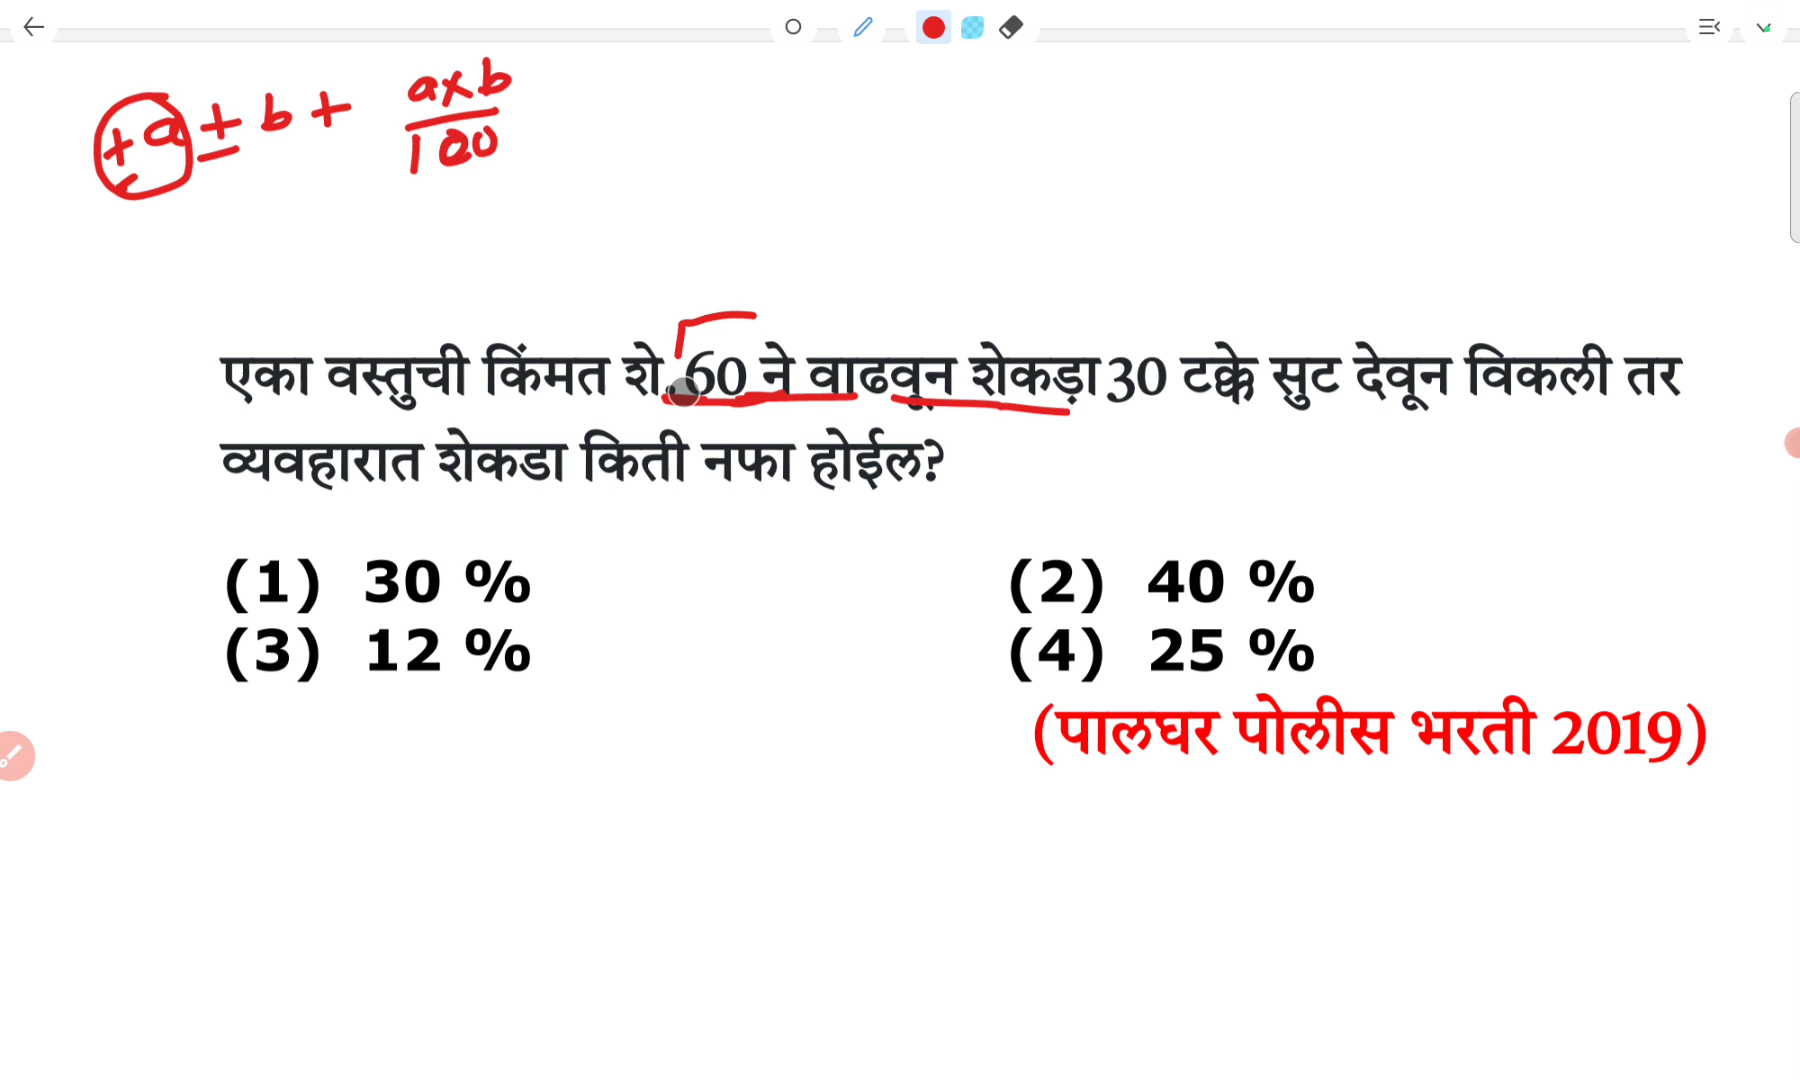 ± a ± b + a×b
100
एका वस्तुची किंमत शे. 60 ने वाढवून शेकड़ा 30 टक्के सुट देवून विकली तर
व्यवहारात शेकडा किती नफा होईल?
(1) 30 % (2) 40 %
(3) 12 % (4) 25 %
(पालघर पोलीस भरती 2019)